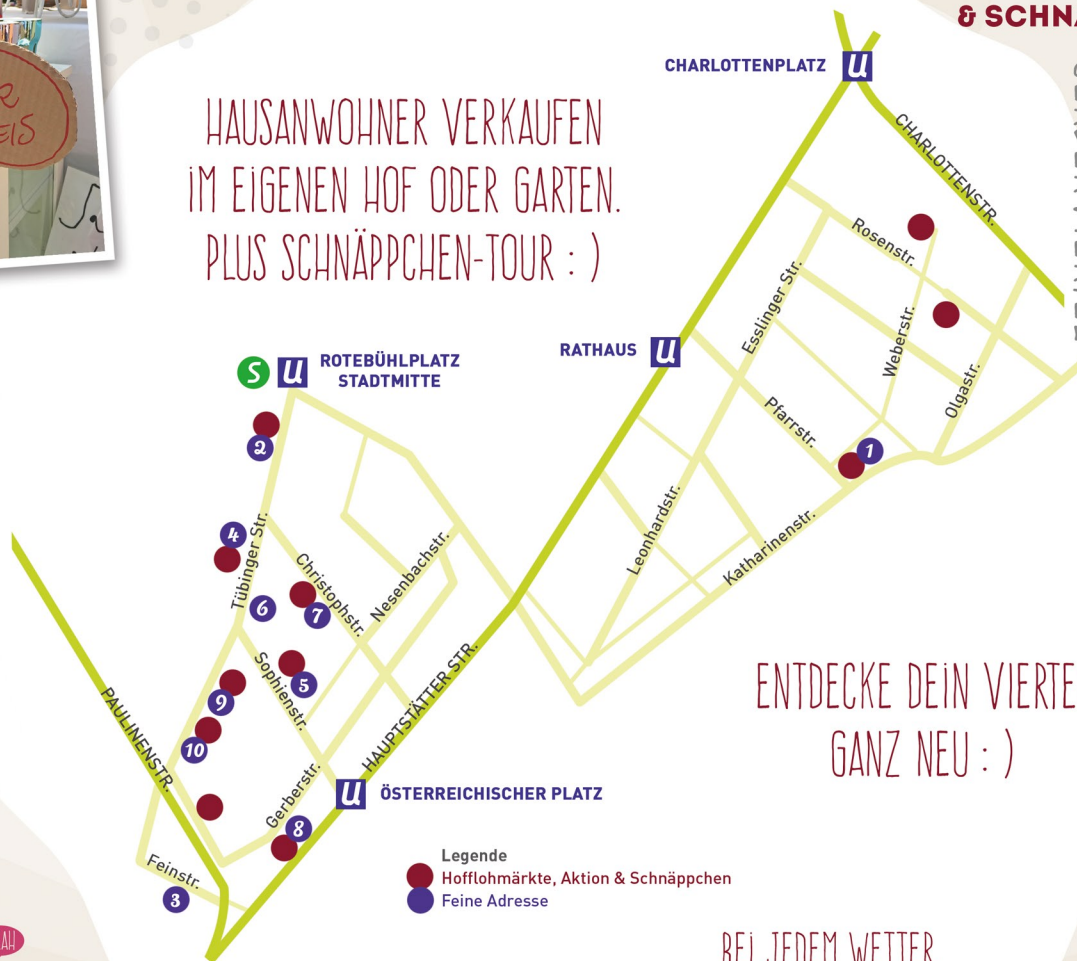 & SCHNÄ
HAUSANWOHNER VERKAUFEN
IM EIGENEN HOF ODER GARTEN.
PLUS SCHNÄPPCHEN-TOUR : )
CHARLOTTENPLATZ U
CHARLOTTENSTR.
Rosenstr.
Esslinger Str.
Weberstr.
Olgastr.
RATHAUS U
Pfarrstr.
1
Leonhardstr.
Katharinenstr.
S U ROTEBÜHLPLATZ
STADTMITTE
2
4
Tübinger Str.
Christophstr.
Nesenbachstr.
6
7
Sophienstr.
5
9
10
PAULINENSTR.
HAUPTSTÄTTER STR.
Gerberstr.
U ÖSTERREICHISCHER PLATZ
8
Feinstr.
3
ENTDECKE DEIN VIERTE
GANZ NEU : )
Legende
Hofflohmärkte, Aktion & Schnäppchen
Feine Adresse
BEI JEDEM WETTER